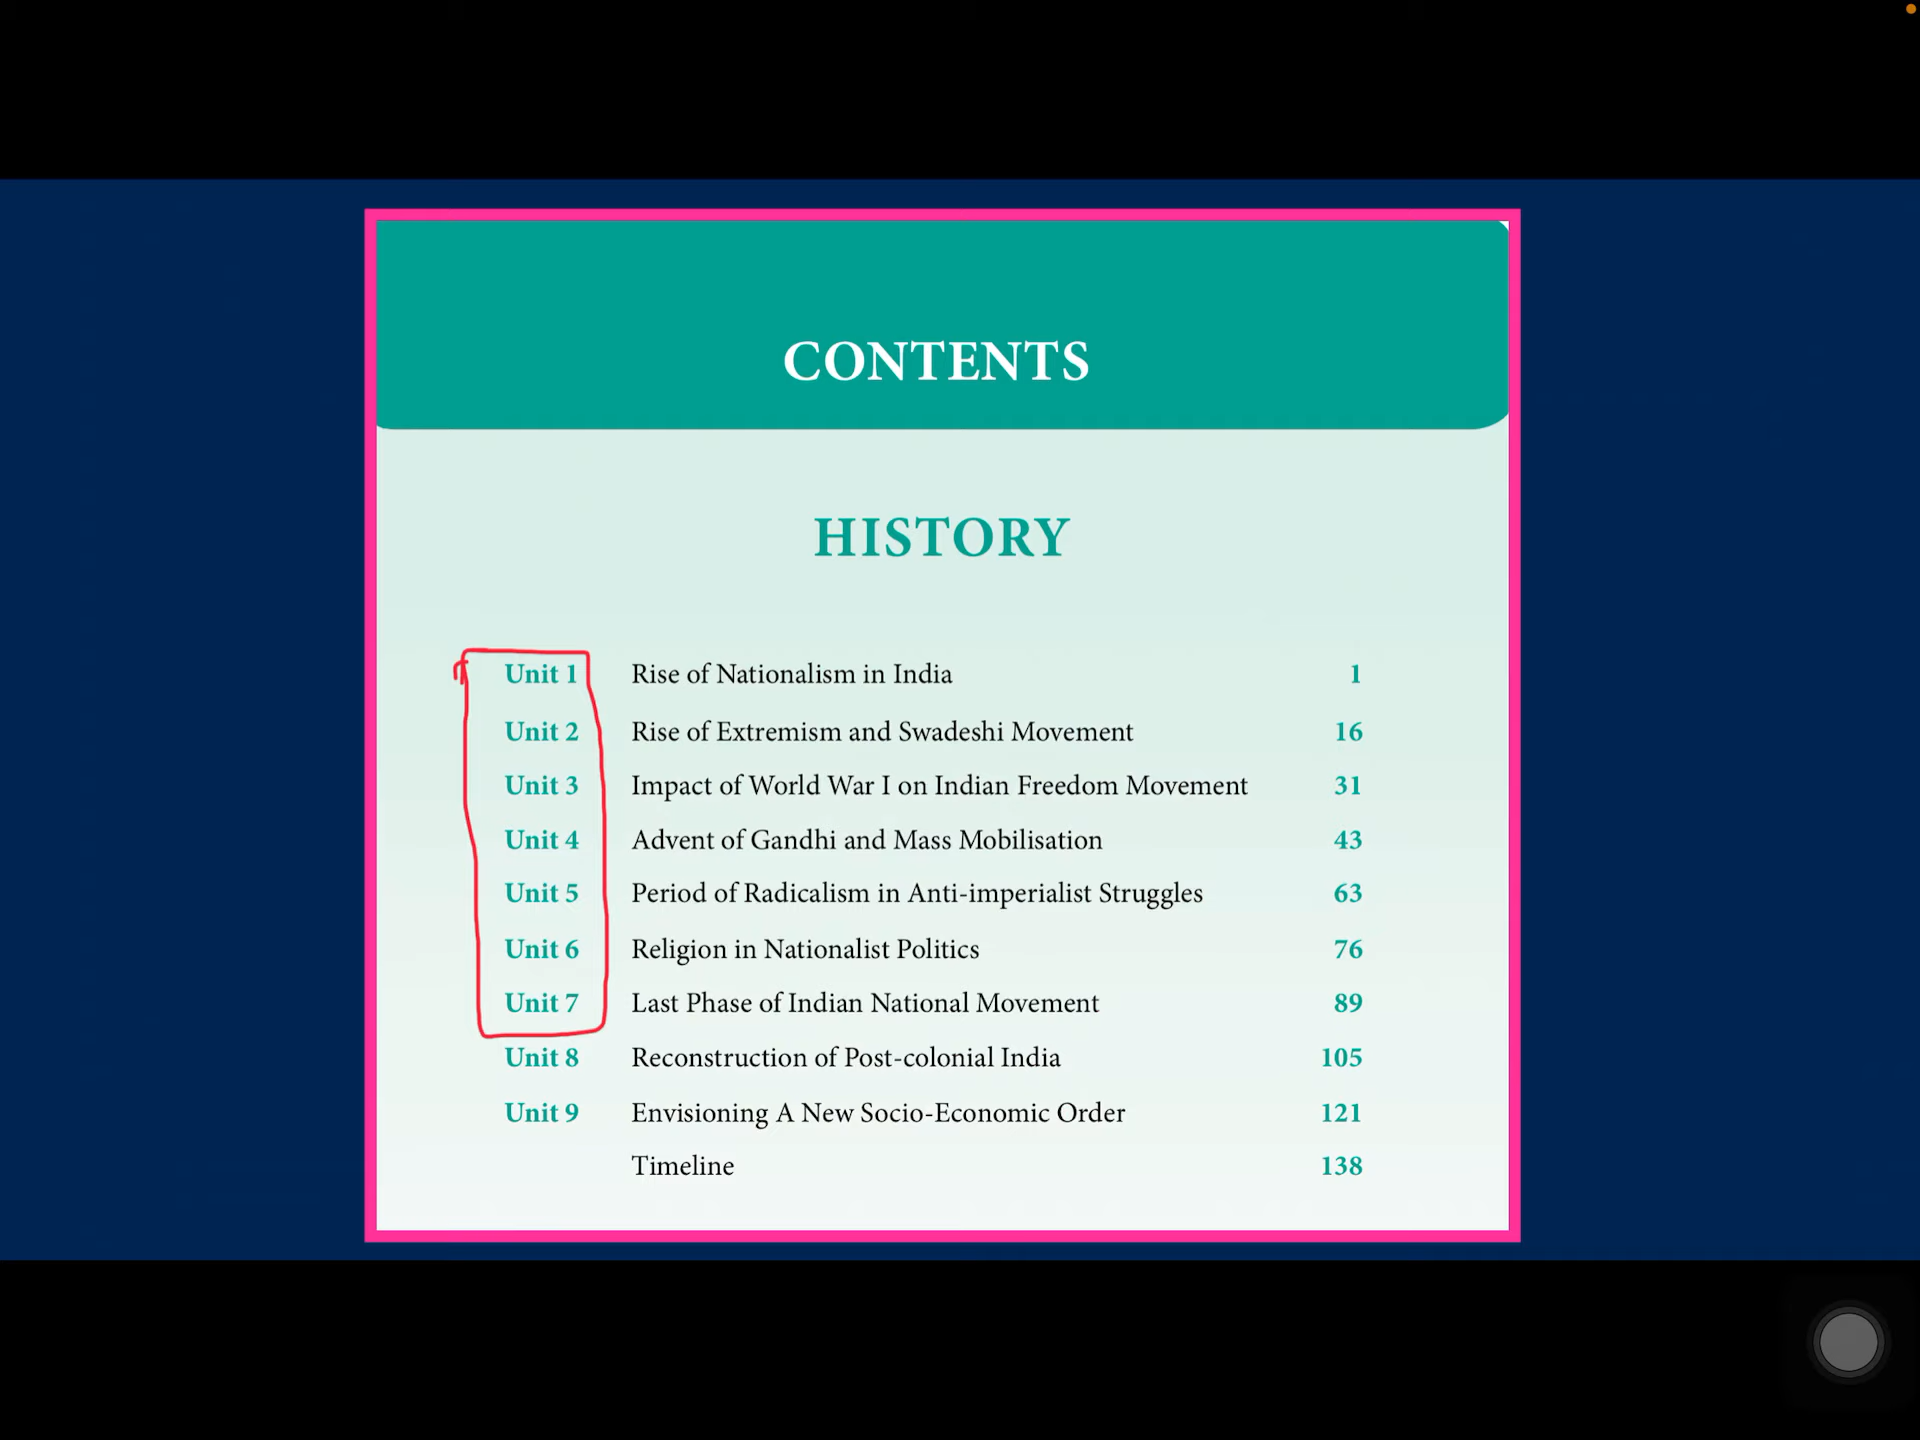 CONTENTS
HISTORY
Unit 1 Rise of Nationalism in India 1
Unit 2 Rise of Extremism and Swadeshi Movement 16
Unit 3 Impact of World War I on Indian Freedom Movement 31
Unit 4 Advent of Gandhi and Mass Mobilisation 43
Unit 5 Period of Radicalism in Anti-imperialist Struggles 63
Unit 6 Religion in Nationalist Politics 76
Unit 7 Last Phase of Indian National Movement 89
Unit 8 Reconstruction of Post-colonial India 105
Unit 9 Envisioning A New Socio-Economic Order 121
Timeline 138